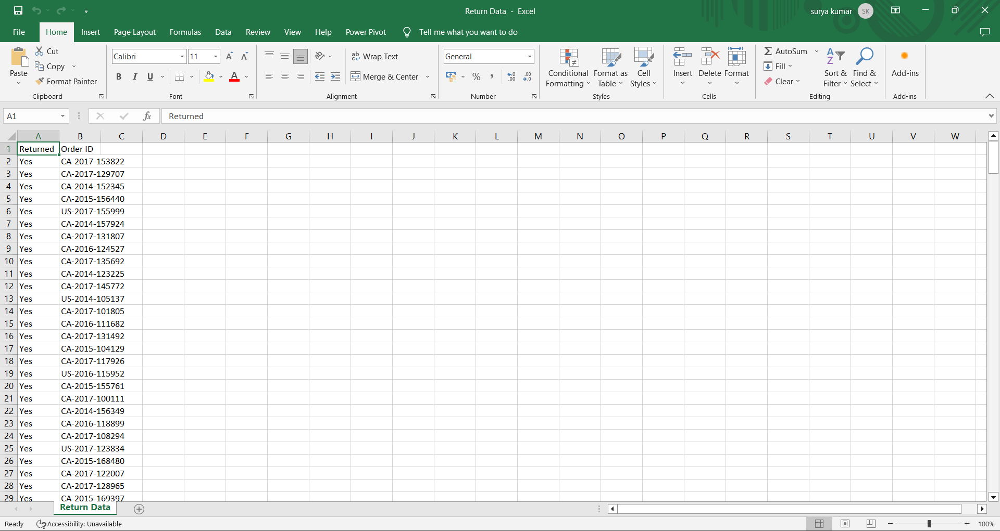 Return Data - Excel
surya kumar SK
File Home Insert Page Layout Formulas Data Review View Help Power Pivot Tell me what you want to do
Paste
Cut
Copy
Format Painter
Clipboard
Calibri 11
A A
B I U A
Font
ab Wrap Text
Merge & Center
Alignment
General
% , .00 .00
Number
Conditional Formatting
Format as Table
Cell Styles
Styles
Insert Delete Format
Cells
AutoSum
Fill
Clear
Sort & Filter
Find & Select
Editing
Add-ins
Add-ins
A1 fx Returned
A B C D E F G H I J K L M N O P Q R S T U V W
1 Returned Order ID
2 Yes CA-2017-153822
3 Yes CA-2017-129707
4 Yes CA-2014-152345
5 Yes CA-2015-156440
6 Yes US-2017-155999
7 Yes CA-2014-157924
8 Yes CA-2017-131807
9 Yes CA-2016-124527
10 Yes CA-2017-135692
11 Yes CA-2014-123225
12 Yes CA-2017-145772
13 Yes US-2014-105137
14 Yes CA-2017-101805
15 Yes CA-2016-111682
16 Yes CA-2017-131492
17 Yes CA-2015-104129
18 Yes CA-2017-117926
19 Yes US-2016-115952
20 Yes CA-2015-155761
21 Yes CA-2017-100111
22 Yes CA-2014-156349
23 Yes CA-2016-118899
24 Yes CA-2017-108294
25 Yes US-2017-123834
26 Yes CA-2015-168480
27 Yes CA-2017-122007
28 Yes CA-2017-128965
29 Yes CA-2015-169397
Return Data
Ready Accessibility: Unavailable 100%